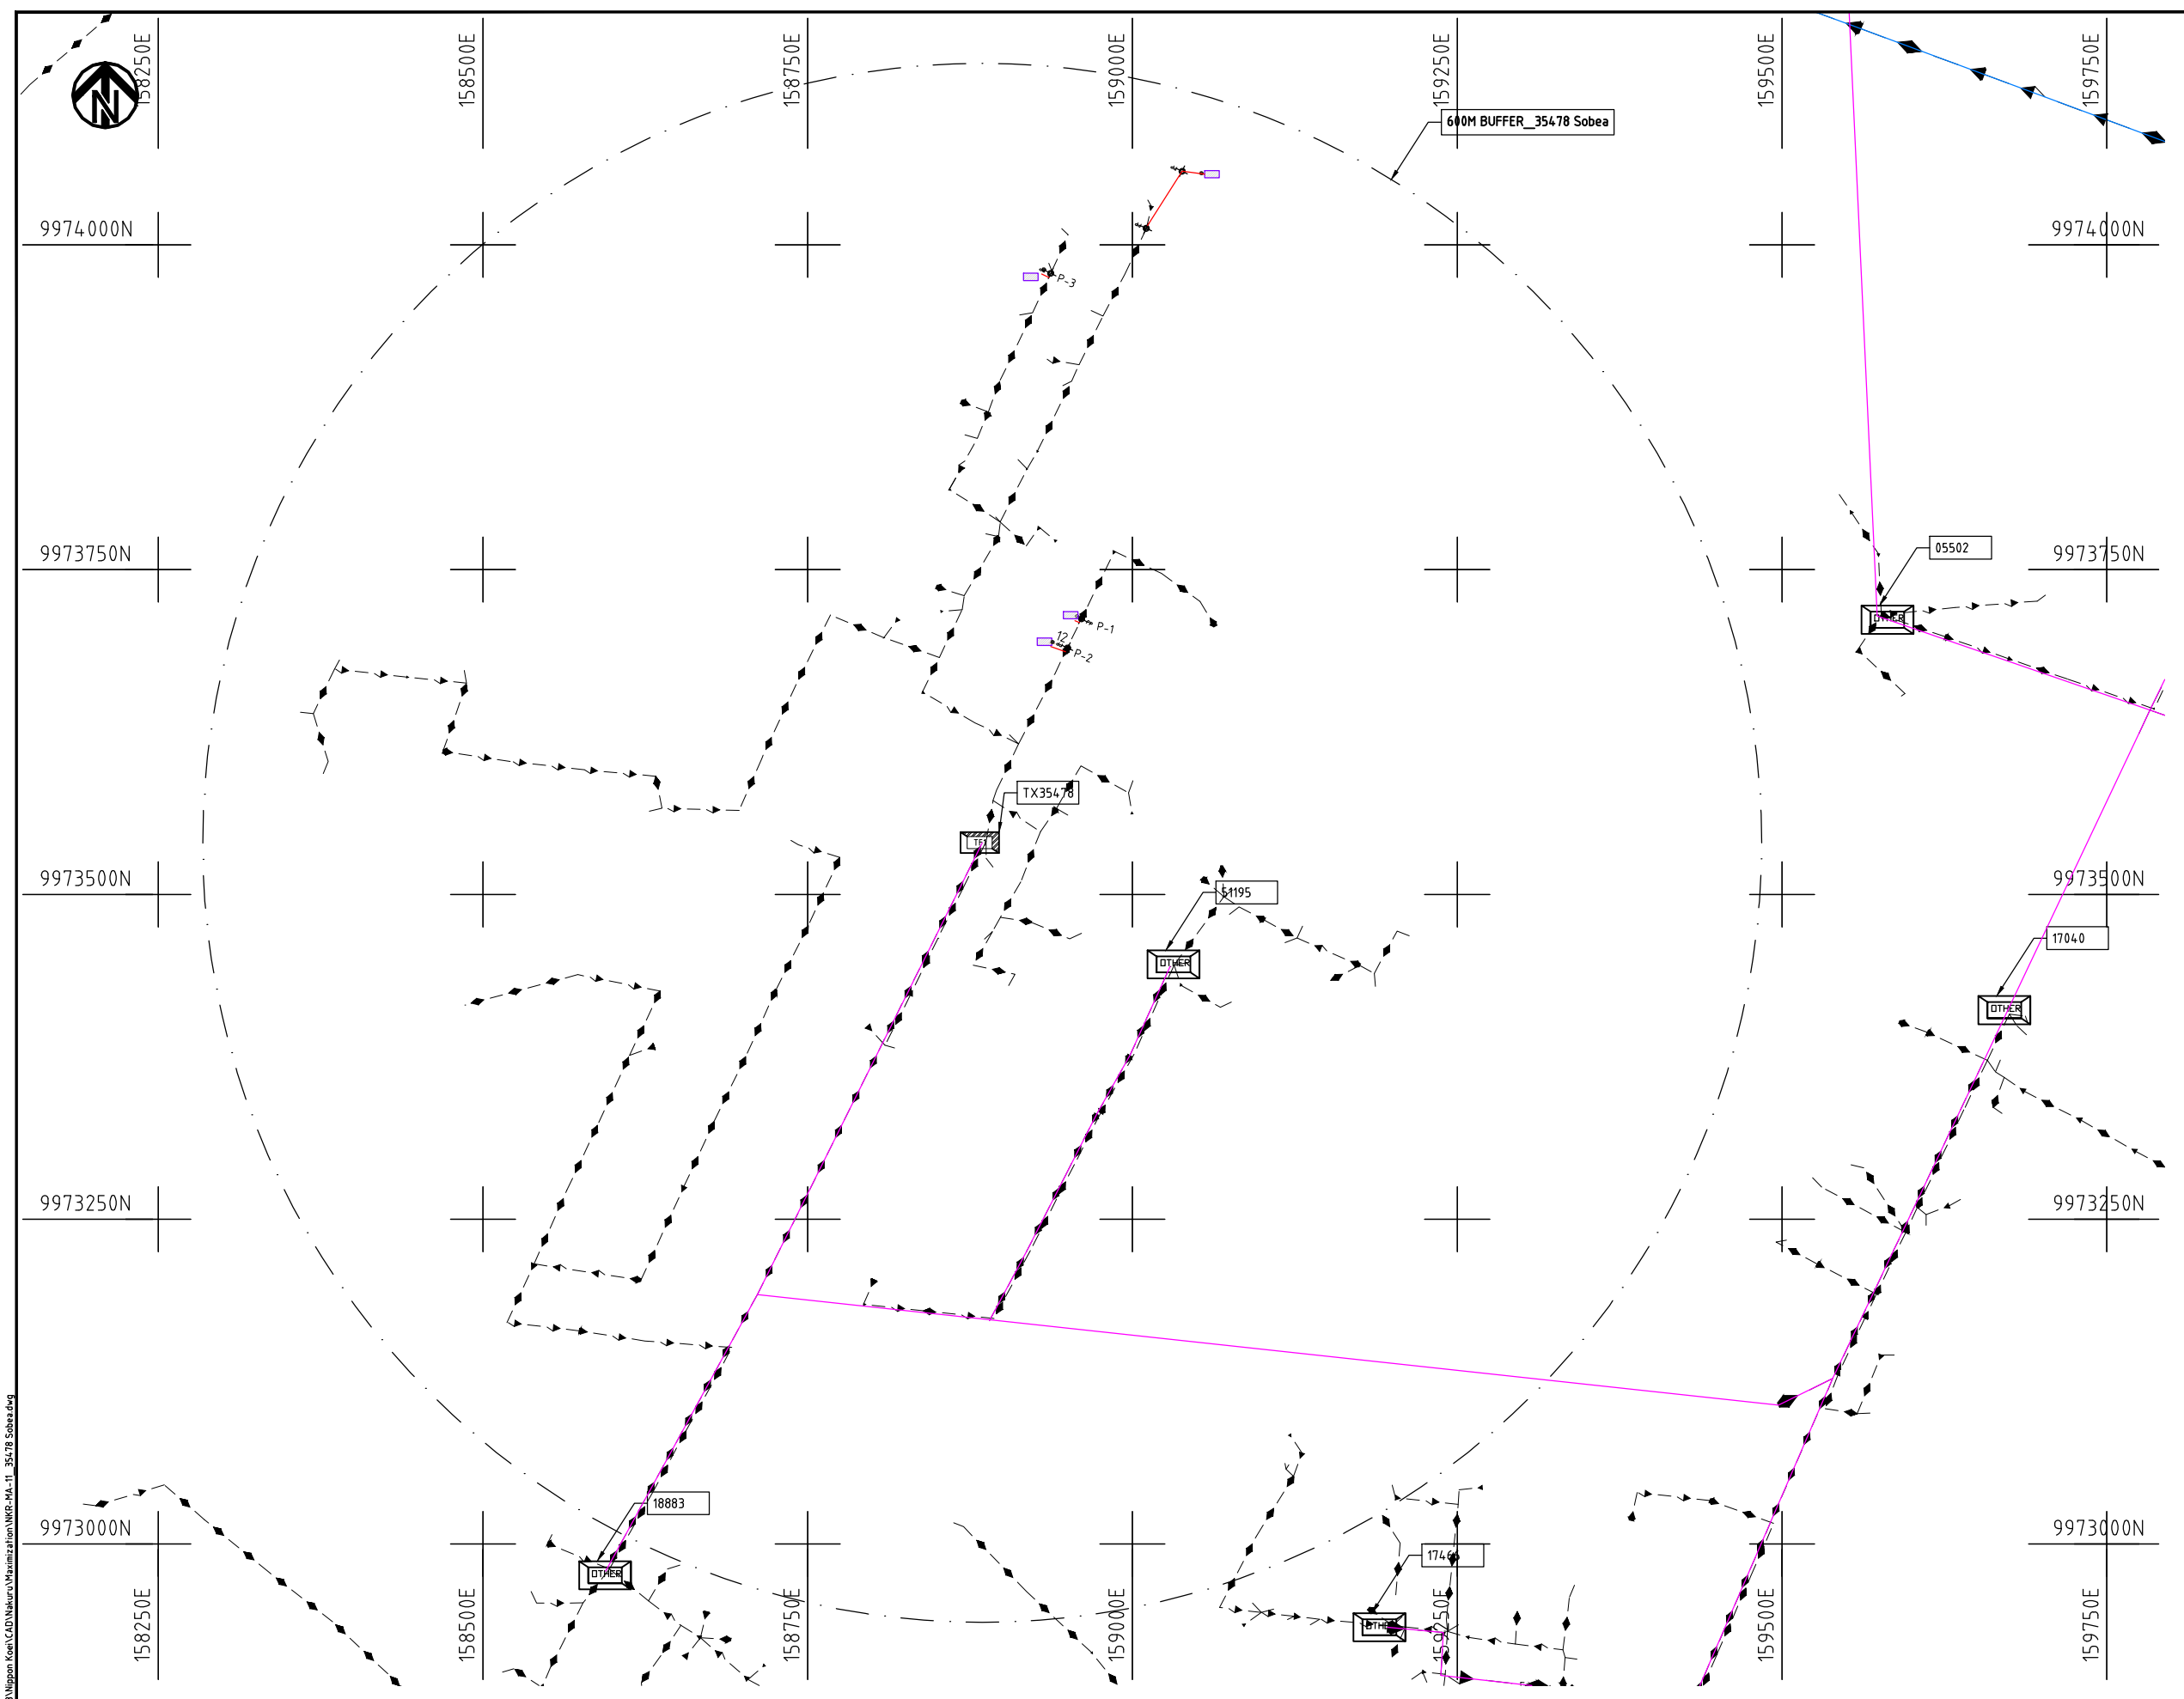 158250E
158500E
158750E
159000E
159250E
159500E
159750E
N
600M BUFFER_35478 Sobea
9974000N
9974000N
P-3
9973750N
05502
9973750N
OTHER
P-1
12
P-2
TX35478
9973500N
51195
9973500N
OTHER
17040
OTHER
9973250N
9973250N
18883
9973000N
9973000N
OTHER
158250E
158500E
158750E
159000E
159250E
159500E
159750E
\Nippon Koei\CAD\Nakuru\Maximization\NKR-MA-11_35478 Sobea.dwg